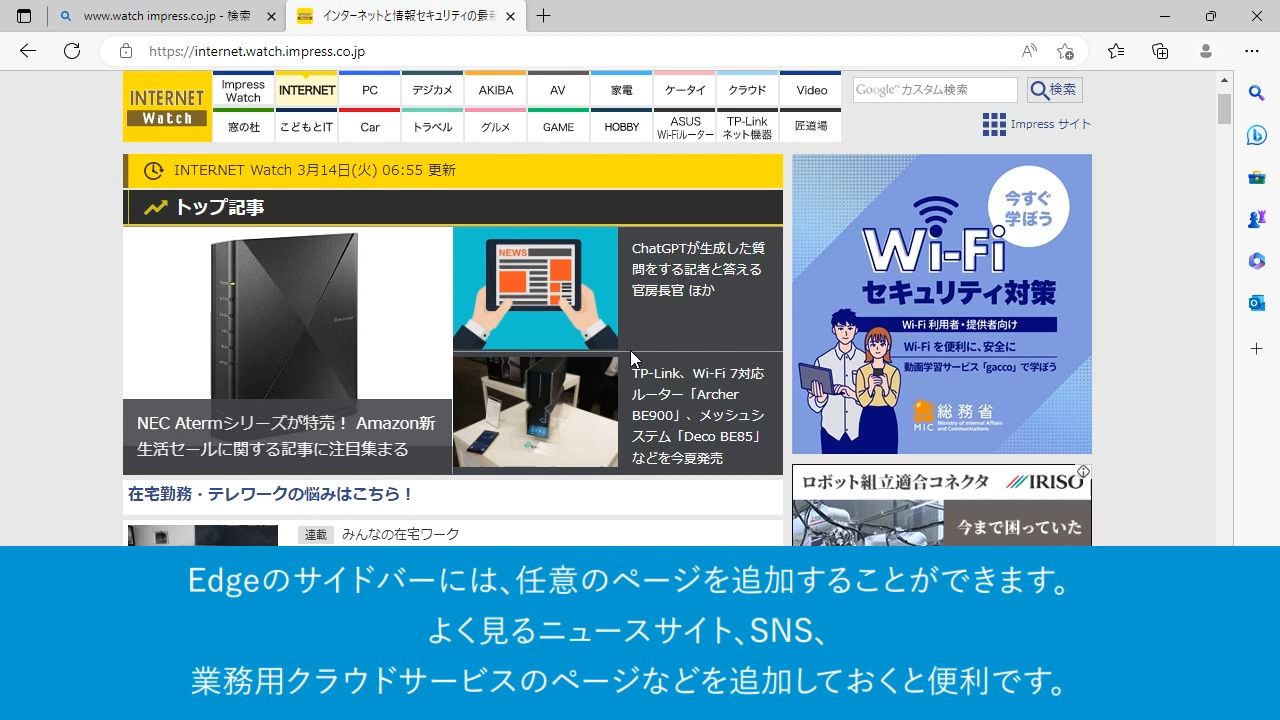 www.watch impress.co.jp - 検索
インターネットと情報セキュリティの最新
https://internet.watch.impress.co.jp
INTERNET
Watch
Impress Watch
INTERNET
PC
デジカメ
AKIBA
AV
家電
ケータイ
クラウド
Video
窓の杜
こどもとIT
Car
トラベル
グルメ
GAME
HOBBY
ASUS Wi-Fiルーター
TP-Link ネット機器
匠道場
Google™ カスタム検索
検索
Impress サイト
INTERNET Watch 3月14日(火) 06:55 更新
トップ記事
NEC Atermシリーズが特売！ Amazon新
生活セールに関する記事に注目集まる
NEWS
ChatGPTが生成した質
問をする記者と答える
官房長官 ほか
TP-Link、Wi-Fi 7対応
ルーター「Archer
BE900」、メッシュシ
ステム「Deco BE85」
などを今夏発売
今すぐ
学ぼう
Wi-Fi
セキュリティ対策
Wi-Fi 利用者・提供者向け
Wi-Fi を便利に、安全に
動画学習サービス「gacco」で学ぼう
MIC
総務省
Ministry of Internal Affairs
and Communications
ロボット組立適合コネクタ
IRISO
今まで困っていた
在宅勤務・テレワークの悩みはこちら！
連載 みんなの在宅ワーク
Edgeのサイドバーには、任意のページを追加することができます。
よく見るニュースサイト、SNS、
業務用クラウドサービスのページなどを追加しておくと便利です。